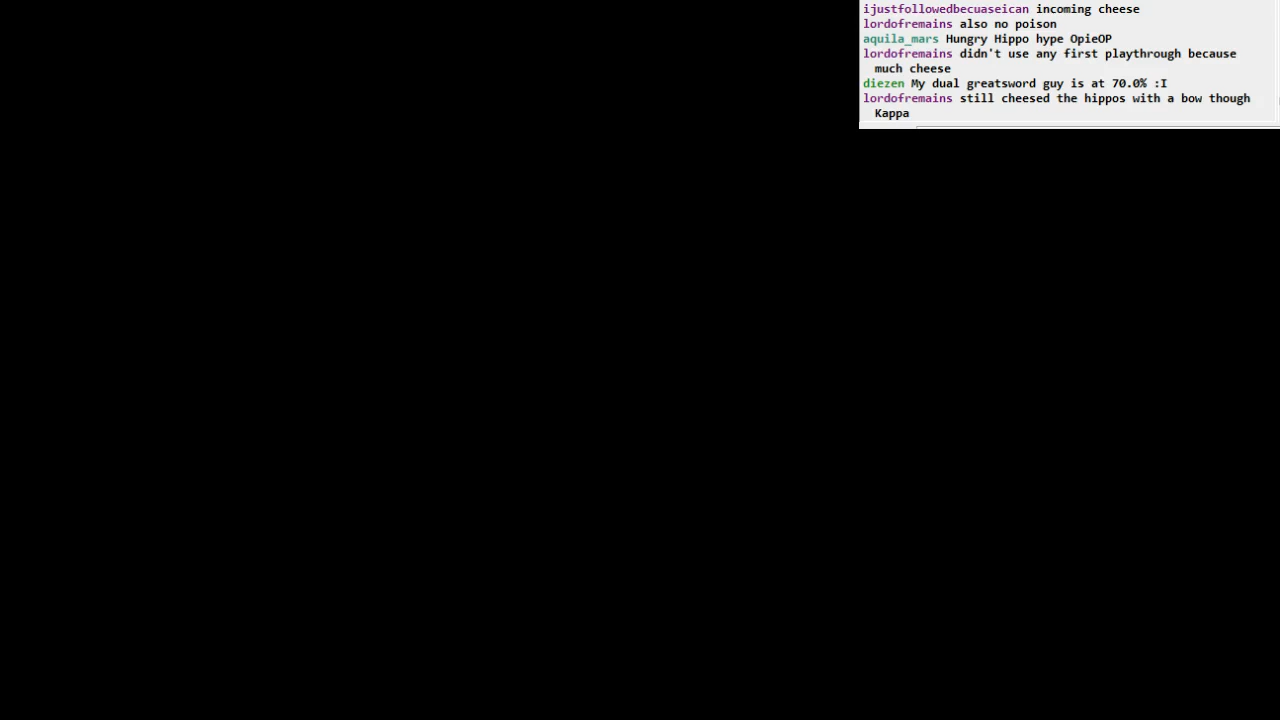 ijustfollowedbecuaseican incoming cheese
lordofremains also no poison
aquila_mars Hungry Hippo hype OpieOP
lordofremains didn't use any first playthrough because
much cheese
diezen My dual greatsword guy is at 70.0% :I
lordofremains still cheesed the hippos with a bow though
Kappa